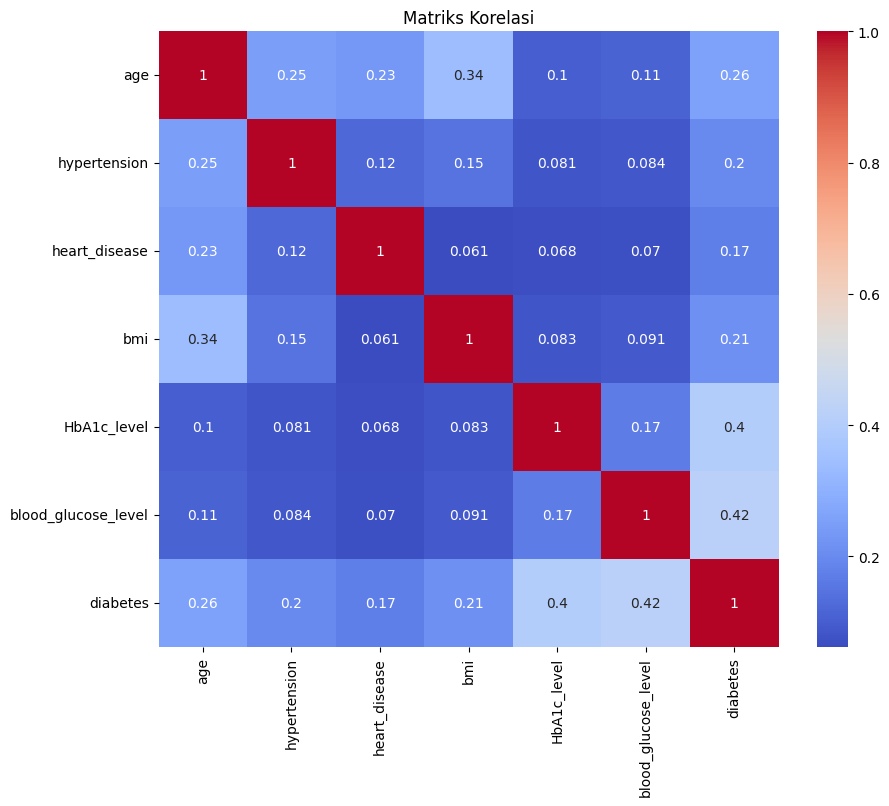 Matriks Korelasi
age 1 0.25 0.23 0.34 0.1 0.11 0.26
hypertension 0.25 1 0.12 0.15 0.081 0.084 0.2
heart_disease 0.23 0.12 1 0.061 0.068 0.07 0.17
bmi 0.34 0.15 0.061 1 0.083 0.091 0.21
HbA1c_level 0.1 0.081 0.068 0.083 1 0.17 0.4
blood_glucose_level 0.11 0.084 0.07 0.091 0.17 1 0.42
diabetes 0.26 0.2 0.17 0.21 0.4 0.42 1
age
hypertension
heart_disease
bmi
HbA1c_level
blood_glucose_level
diabetes
1.0
0.8
0.6
0.4
0.2